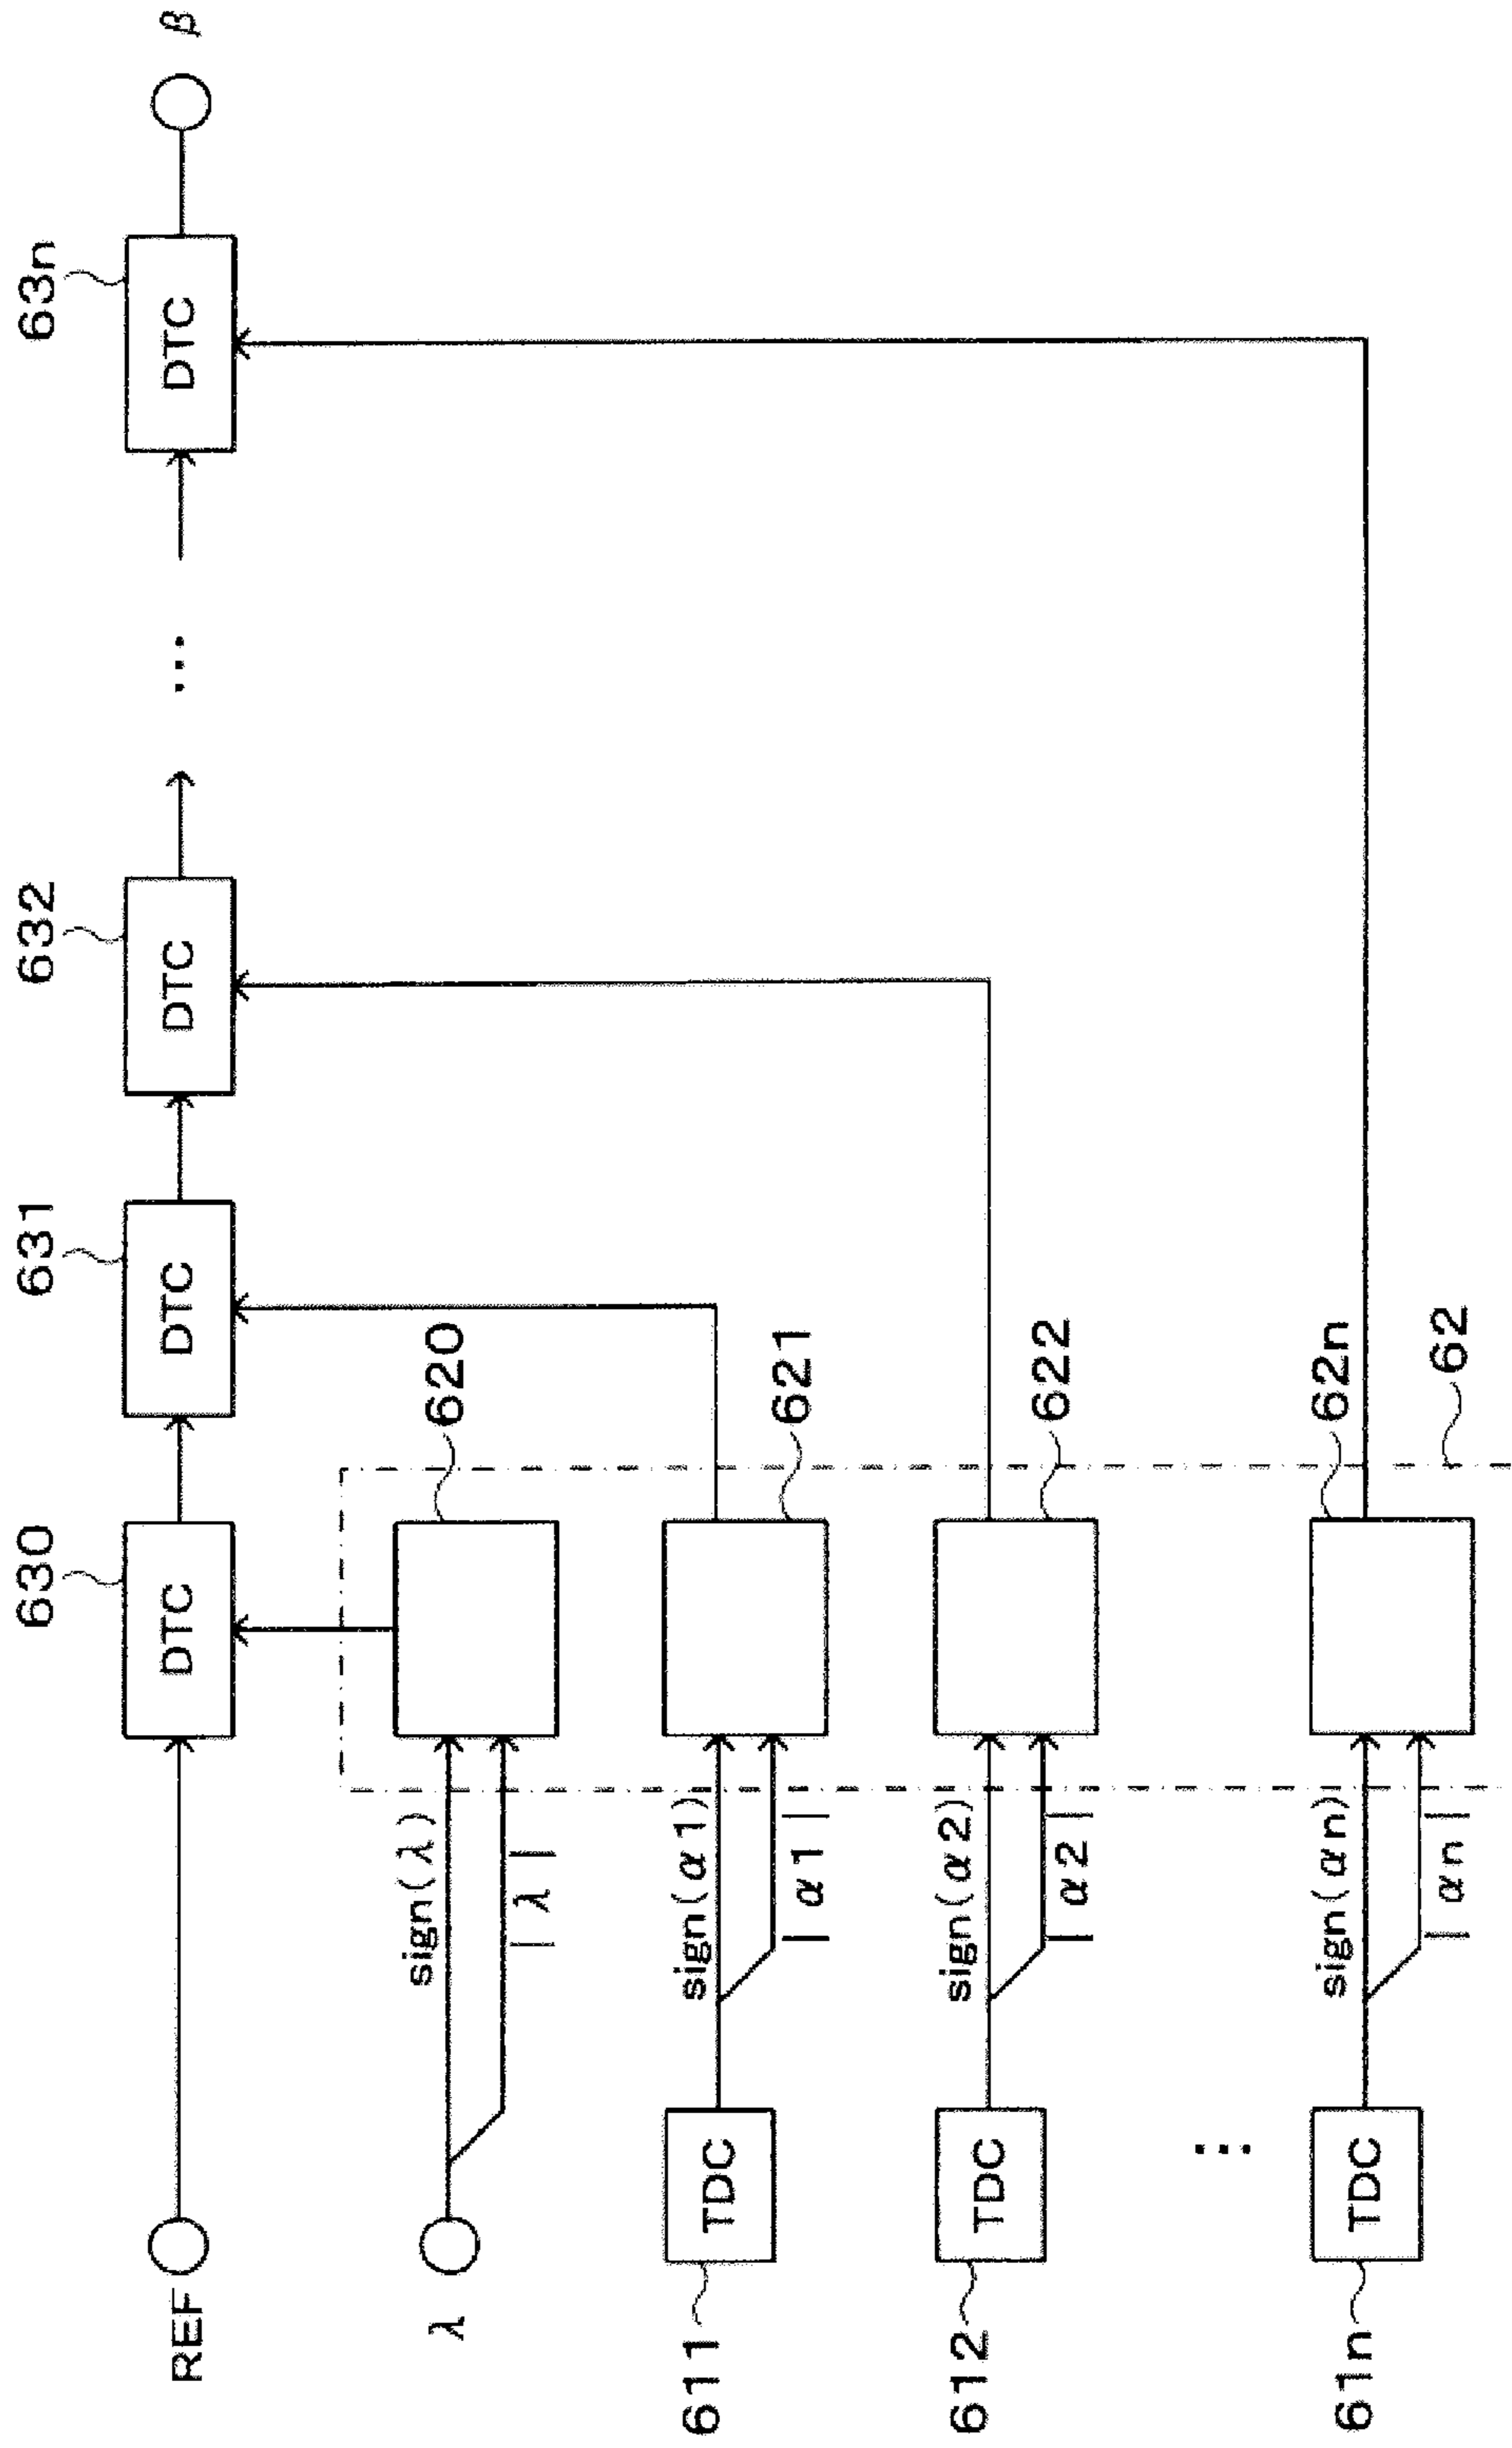 630
631
632
63n
REF
DTC
DTC
DTC
...
DTC
β
λ
sign(λ)
|λ|
620
611
TDC
sign(α1)
|α1|
621
612
TDC
sign(α2)
|α2|
622
...
61n
TDC
sign(αn)
|αn|
62n
62